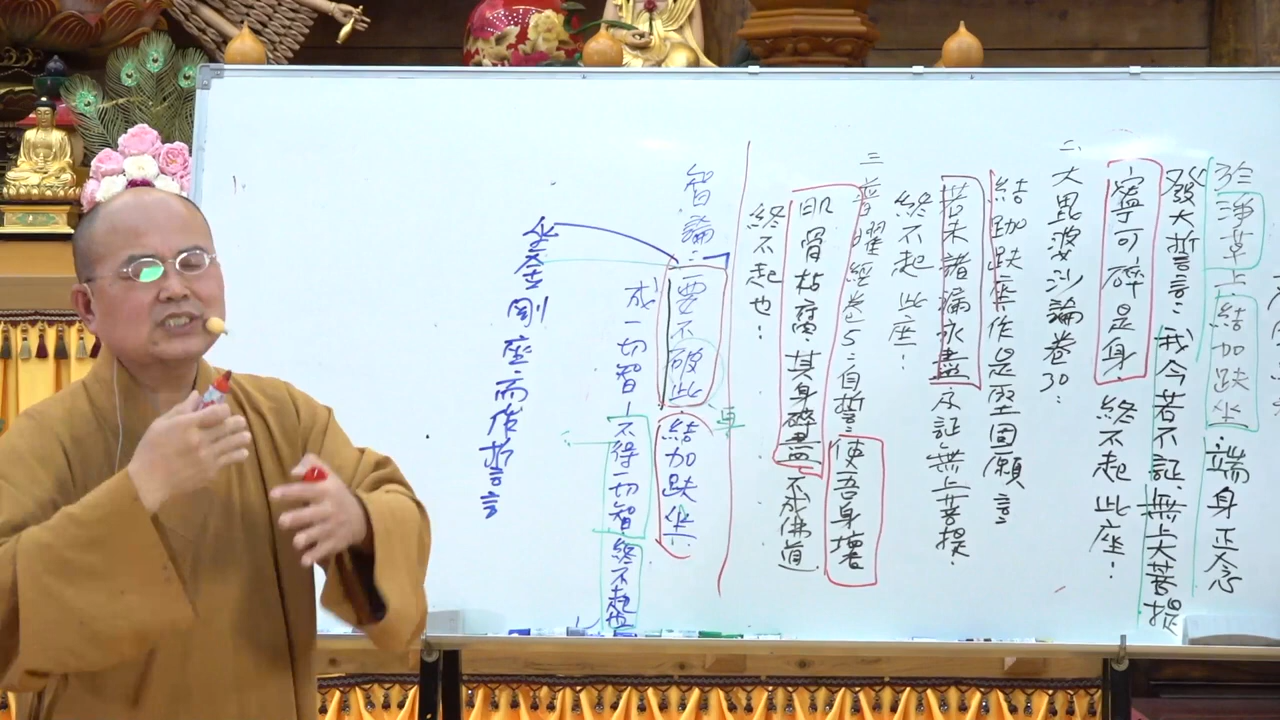 於淨草上結加趺坐.端身正念
發大誓言:我今若不証無上大菩提
寧可碎是身.終不起此座!
二、大毘婆沙論卷30:
結跏趺座作是堅固願言
若未諸漏永盡及証無上菩提.
終不起此座!
三普曜經卷5:自誓:使吾身壞
肌骨枯腐.其身碎盡不成佛道
終不起也!
智論:要不破此結加趺坐.
草
成一切智!不得一切智終不起也
金剛座.而作誓言